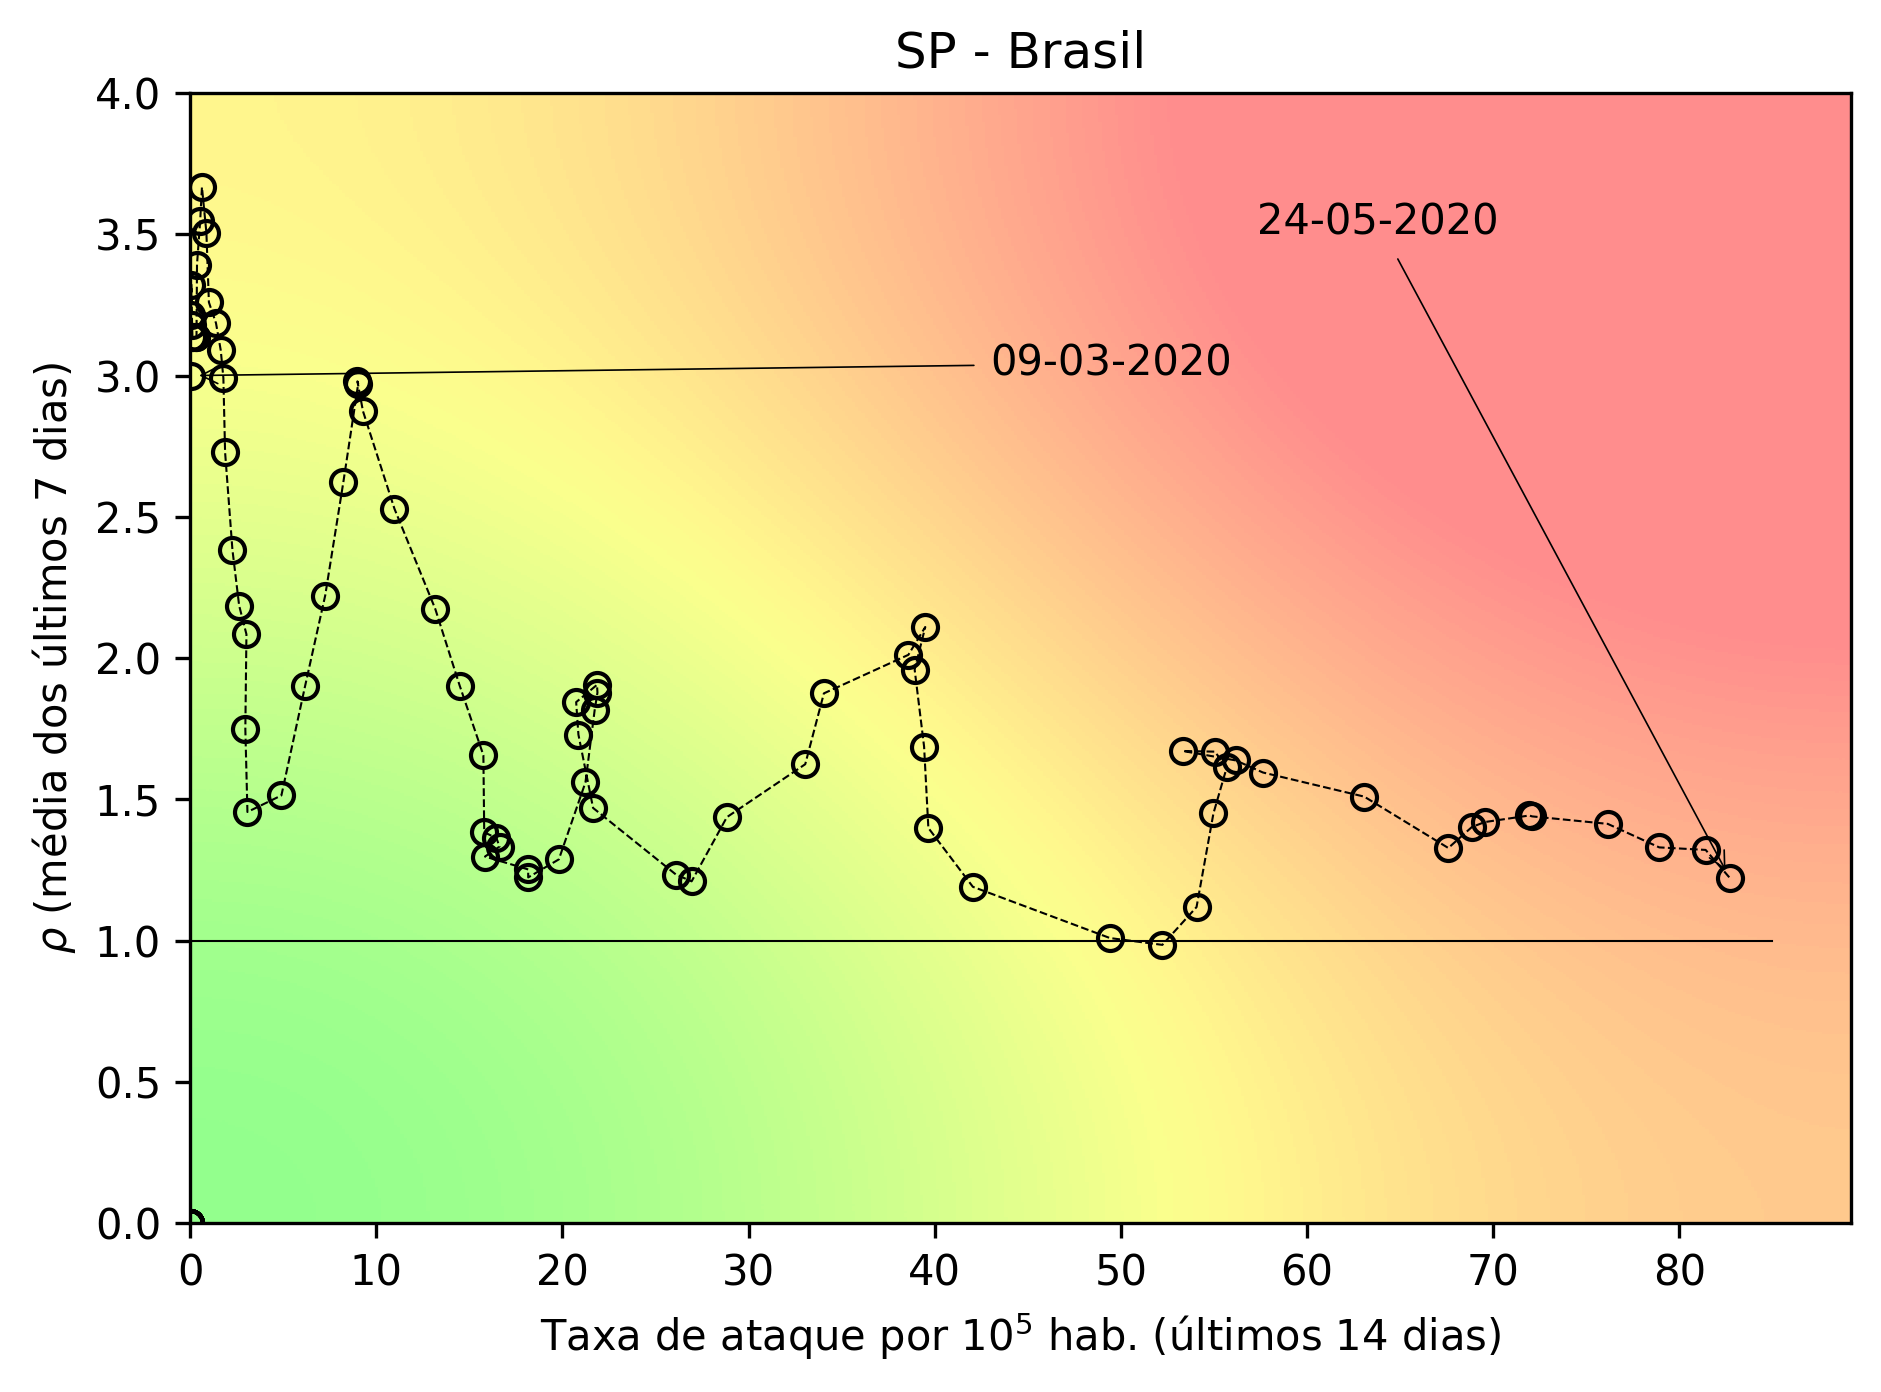 SP - Brasil
4.0
3.5
3.0
2.5
2.0
1.5
1.0
0.5
0.0
ρ (média dos últimos 7 dias)
24-05-2020
09-03-2020
0 10 20 30 40 50 60 70 80
Taxa de ataque por 10⁵ hab. (últimos 14 dias)